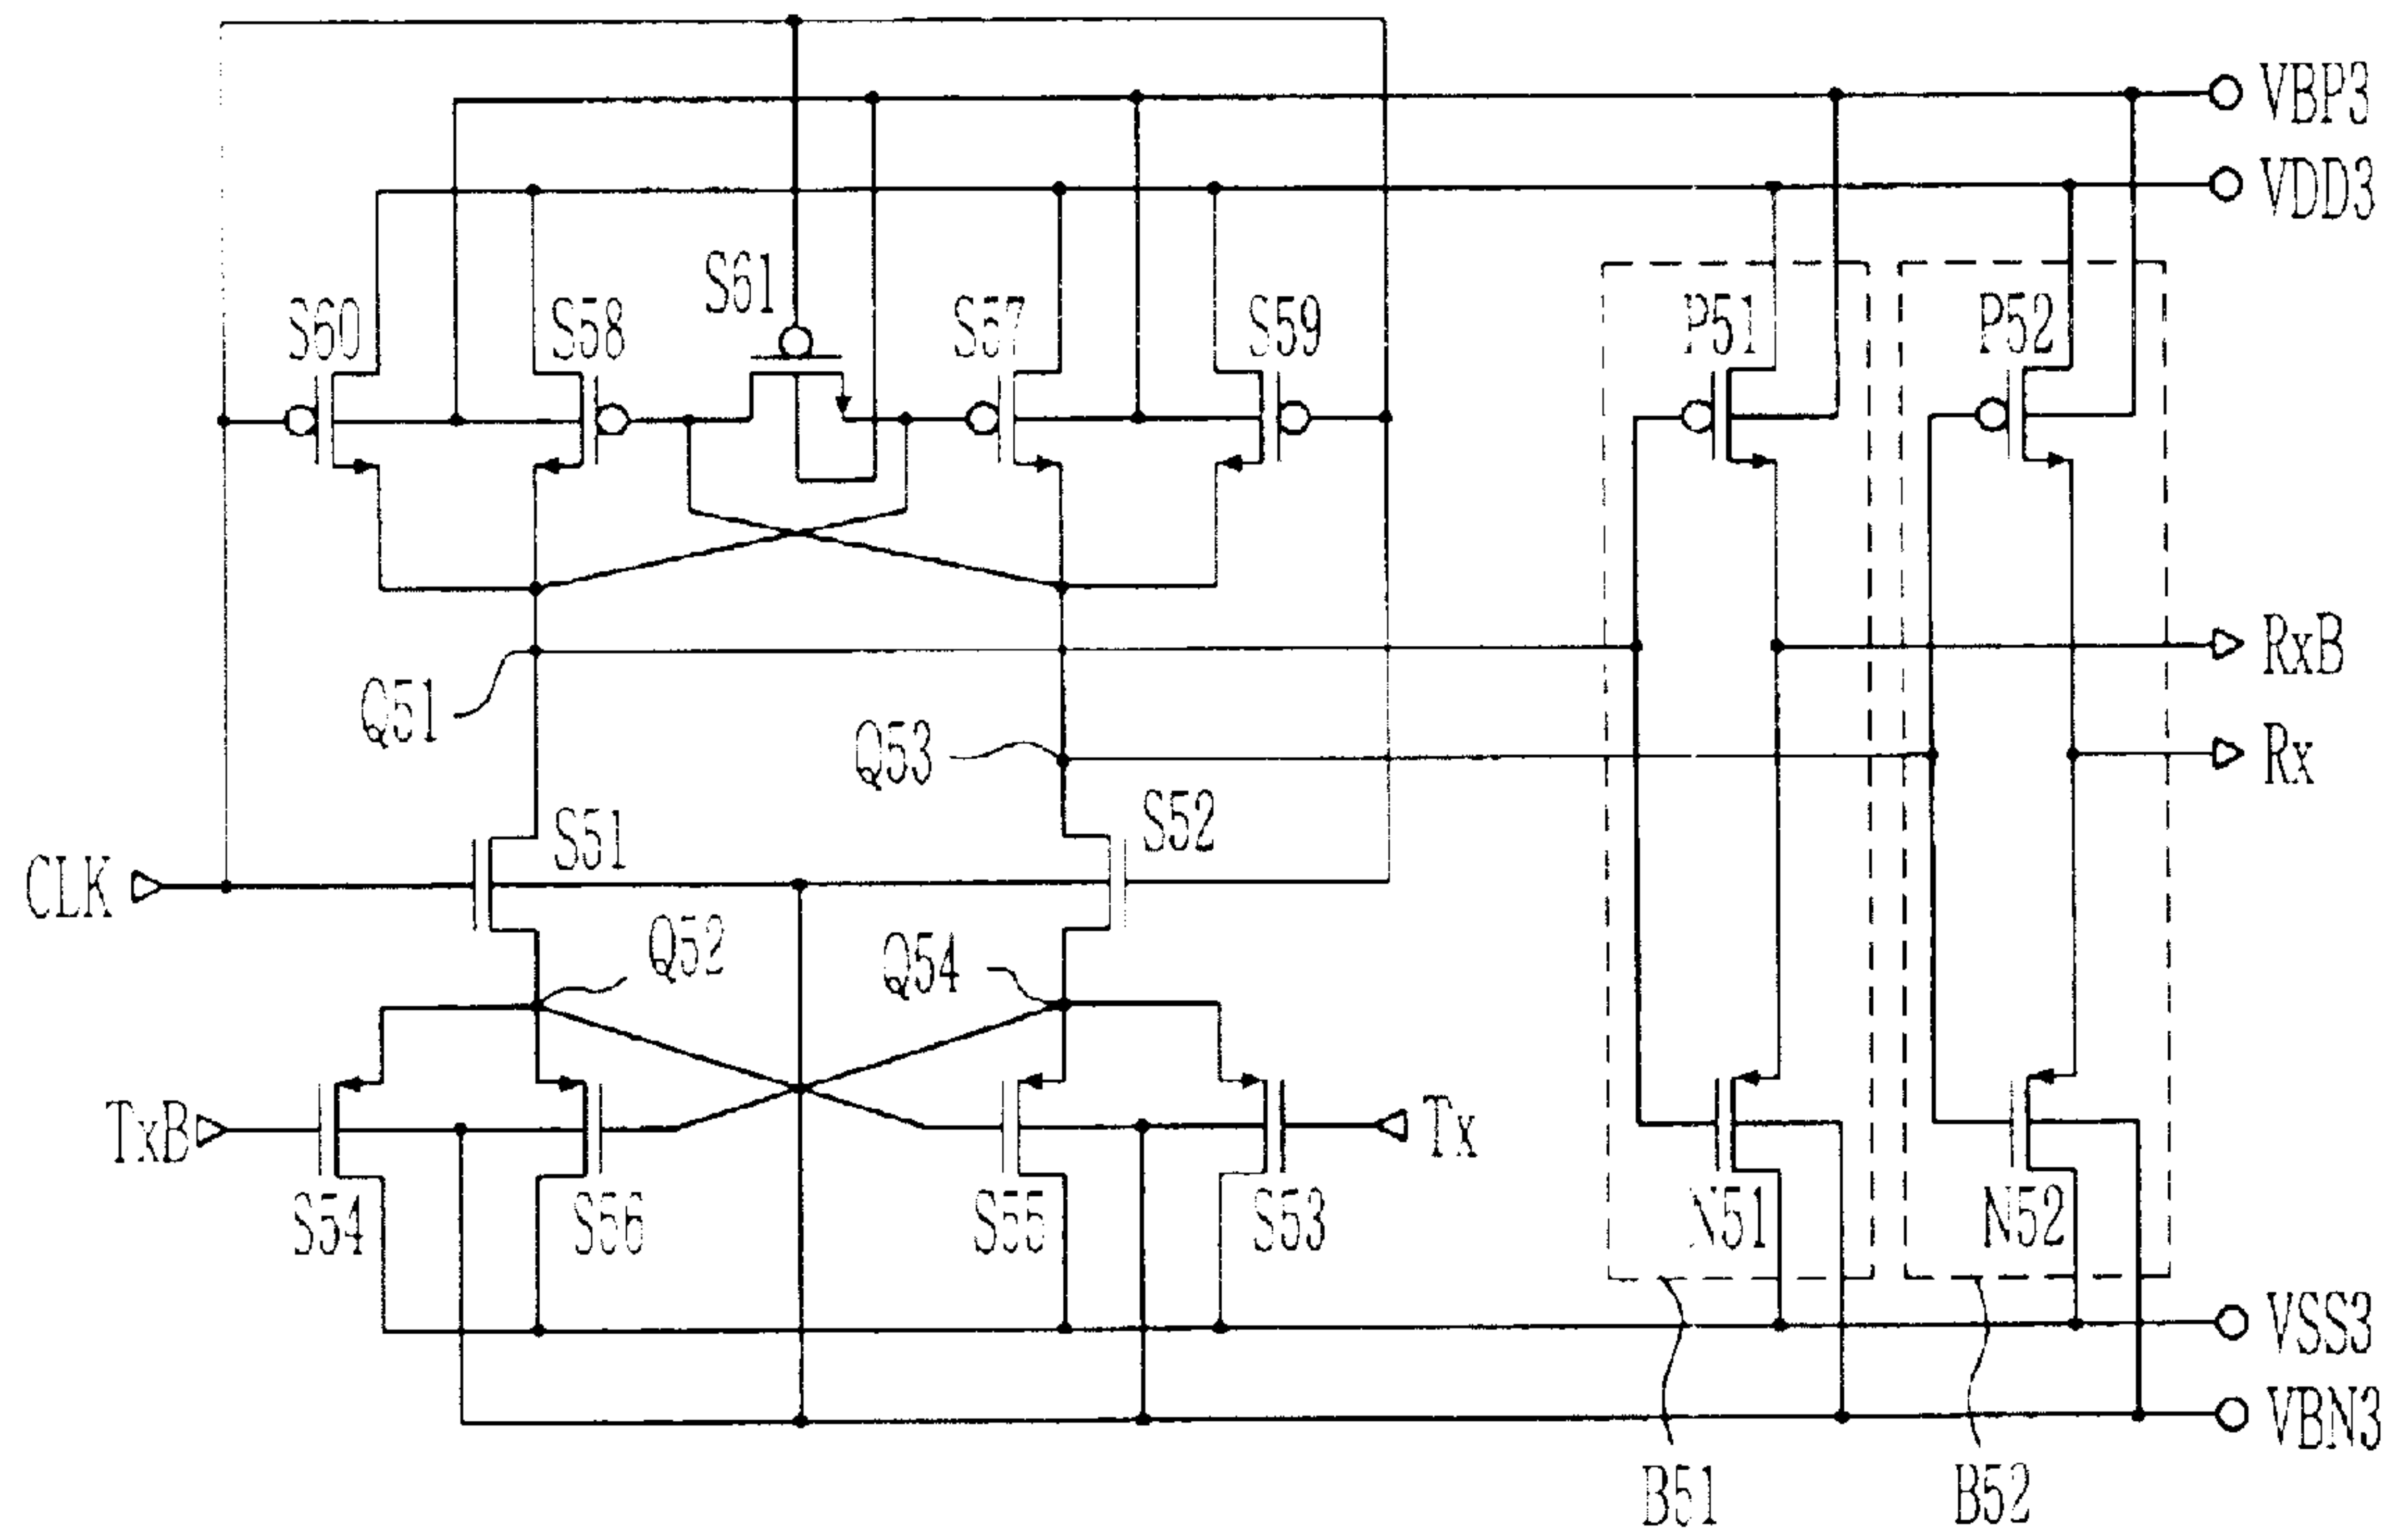 VBP3
VDD3
S61
S60
S58
S57
S59
P51
P52
RxB
Q51
Q53
Rx
S51
S52
CLK
Q52
Q54
TxB
Tx
S54
S56
S55
S53
N51
N52
VSS3
VBN3
B51
B52